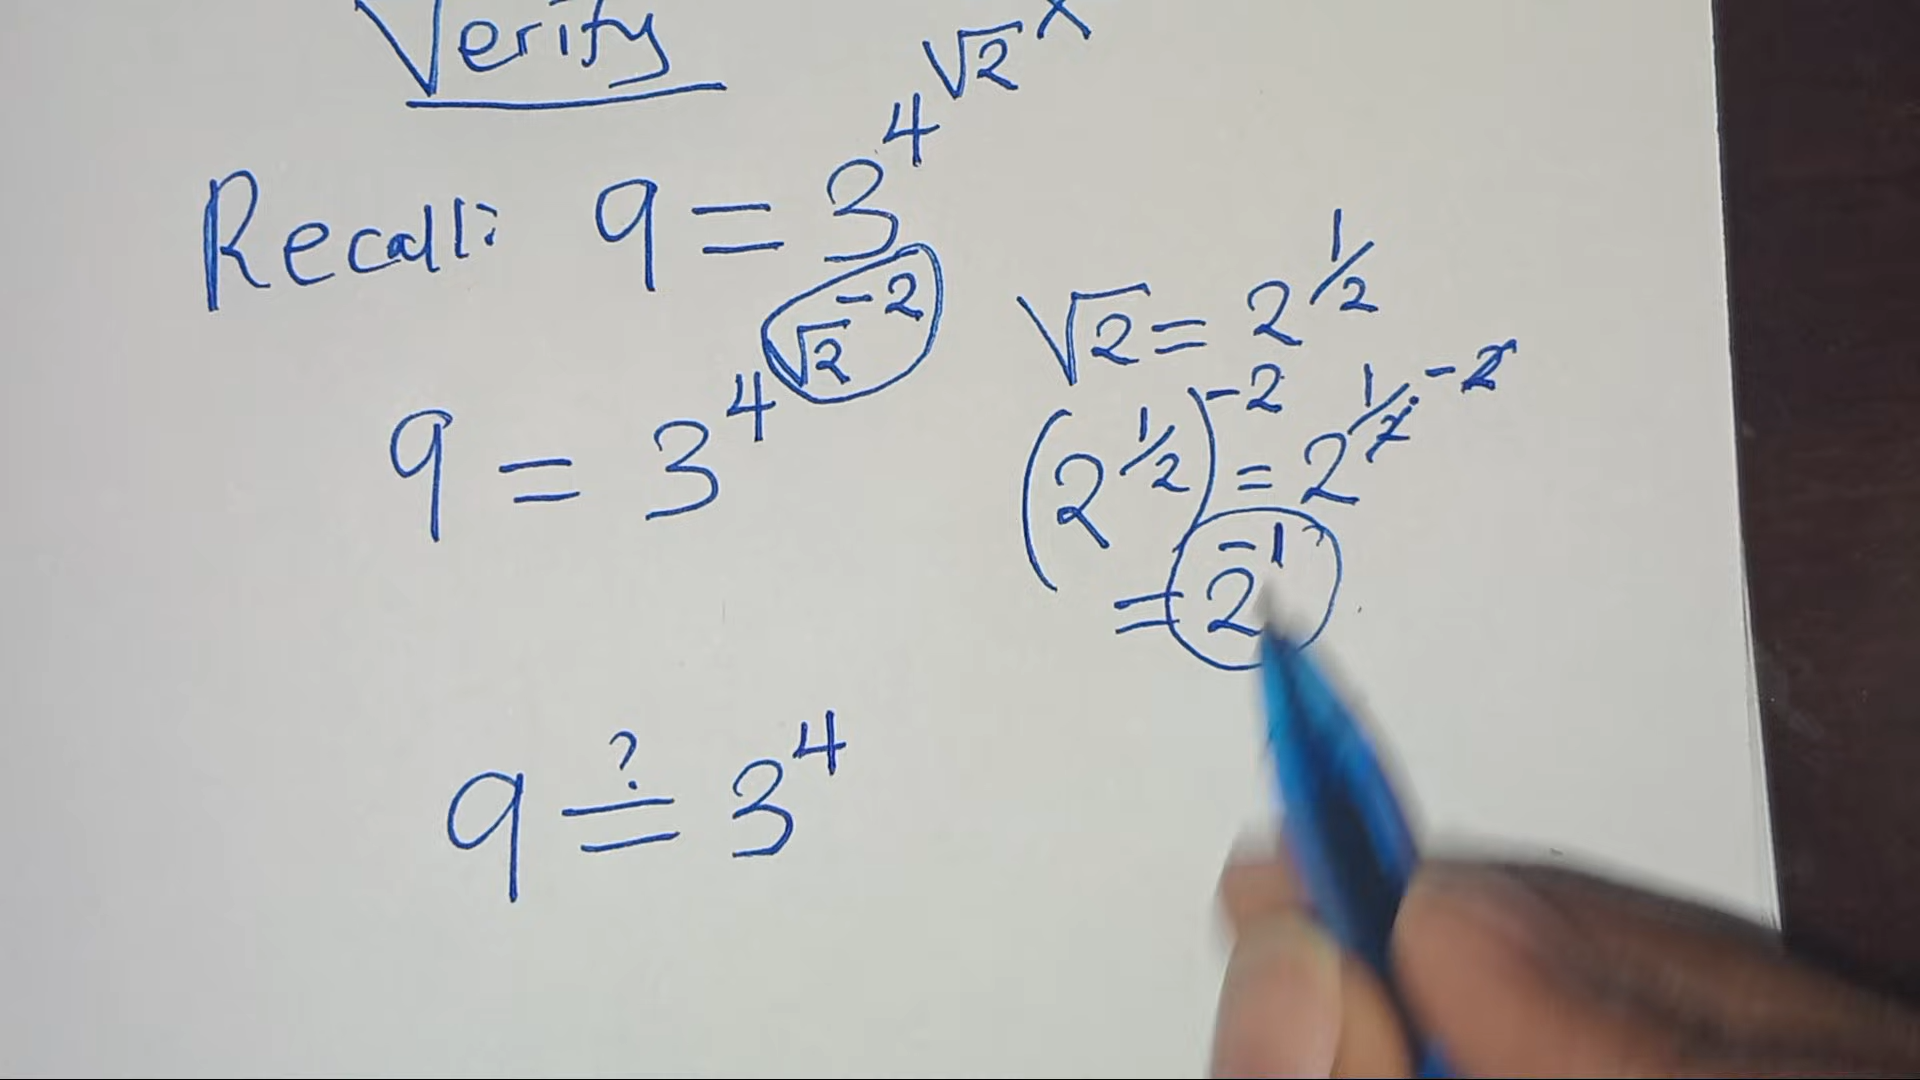 Verify
Recall: 9 = 3^4^√2^x
9 = 3^4^√2^-2
√2 = 2^1/2
(2^1/2)^-2 = 2^1/2·-2
= 2^-1
9 ?= 3^4